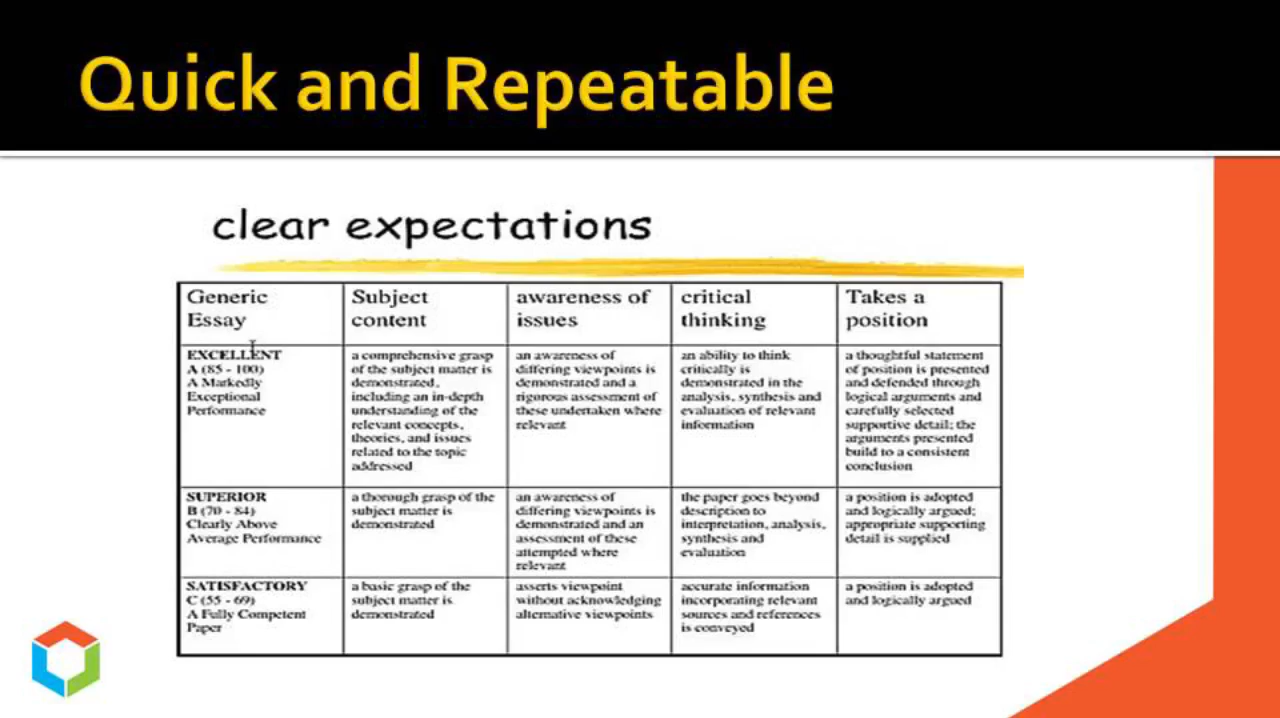 Quick and Repeatable
clear expectations
Generic
Essay
Subject
content
awareness of
issues
critical
thinking
Takes a
position
EXCELLENT
A (85 - 100)
A Markedly
Exceptional
Performance
a comprehensive grasp
of the subject matter is
demonstrated,
including an in-depth
understanding of the
relevant concepts,
theories, and issues
related to the topic
addressed
an awareness of
differing viewpoints is
demonstrated and a
rigorous assessment of
these undertaken where
relevant
an ability to think
critically is
demonstrated in the
analysis, synthesis and
evaluation of relevant
information
a thoughtful statement
of position is presented
and defended through
logical arguments and
carefully selected
supportive detail; the
arguments presented
build to a consistent
conclusion
SUPERIOR
B (70 - 84)
Clearly Above
Average Performance
a thorough grasp of the
subject matter is
demonstrated
an awareness of
differing viewpoints is
demonstrated and an
assessment of these
attempted where
relevant
the paper goes beyond
description to
interpretation, analysis,
synthesis and
evaluation
a position is adopted
and logically argued;
appropriate supporting
detail is supplied
SATISFACTORY
C (55 - 69)
A Fully Competent
Paper
a basic grasp of the
subject matter is
demonstrated
asserts viewpoint
without acknowledging
alternative viewpoints
accurate information
incorporating relevant
sources and references
is conveyed
a position is adopted
and logically argued